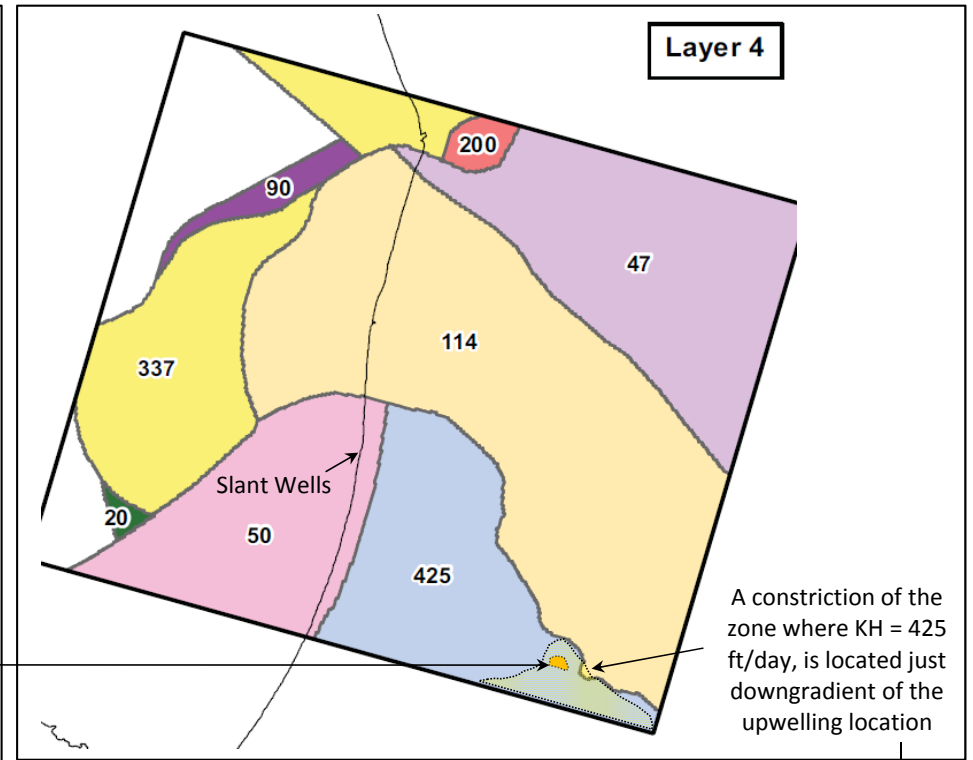 Layer 4
200
90
47
114
337
Slant Wells
20
50
425
A constriction of the
zone where KH = 425
ft/day, is located just
downgradient of the
upwelling location